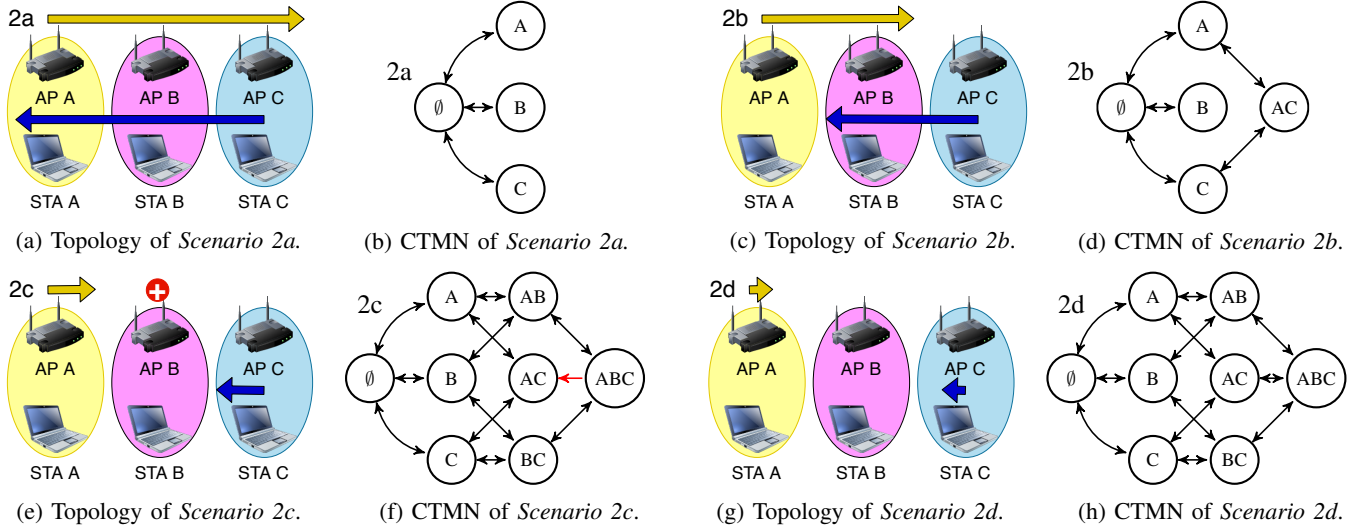 2a
AP A AP B AP C
STA A STA B STA C
(a) Topology of Scenario 2a.
2a
A
∅ B
C
(b) CTMN of Scenario 2a.
2b
AP A AP B AP C
STA A STA B STA C
(c) Topology of Scenario 2b.
2b
A
∅ B AC
C
(d) CTMN of Scenario 2b.
2c
AP A AP B AP C
STA A STA B STA C
(e) Topology of Scenario 2c.
2c
A AB
∅ B AC ABC
C BC
(f) CTMN of Scenario 2c.
2d
AP A AP B AP C
STA A STA B STA C
(g) Topology of Scenario 2d.
2d
A AB
∅ B AC ABC
C BC
(h) CTMN of Scenario 2d.